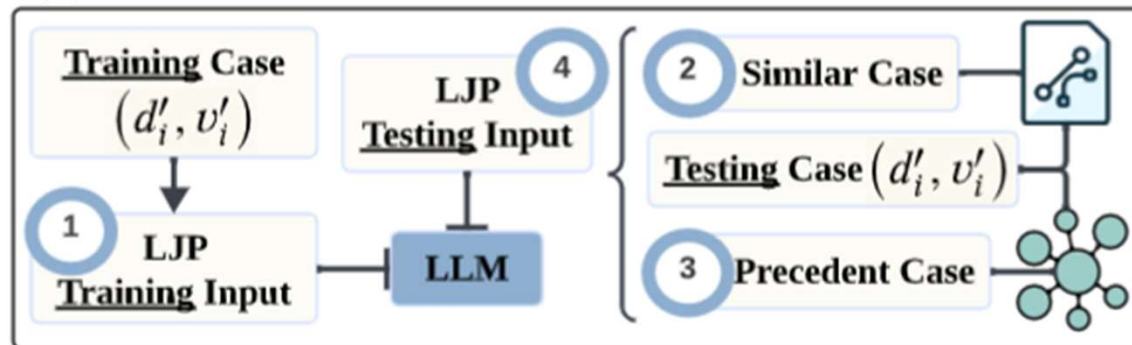 Training Case
(d′ᵢ, v′ᵢ)
1
LJP
Training Input
4
LJP
Testing Input
LLM
2
Similar Case
Testing Case (d′ᵢ, v′ᵢ)
3
Precedent Case